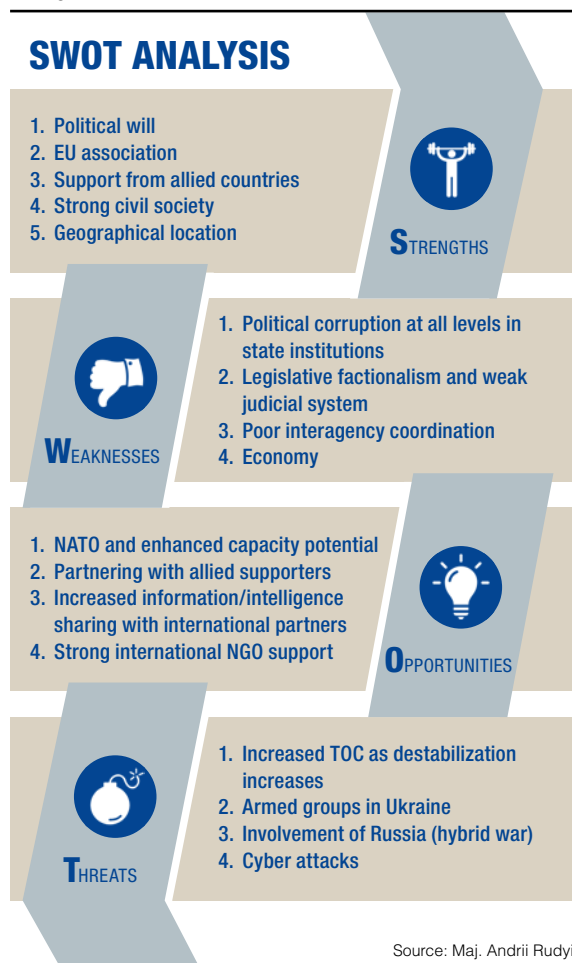 SWOT ANALYSIS
1. Political will
2. EU association
3. Support from allied countries
4. Strong civil society
5. Geographical location
STRENGTHS
1. Political corruption at all levels in
state institutions
2. Legislative factionalism and weak
judicial system
3. Poor interagency coordination
4. Economy
WEAKNESSES
1. NATO and enhanced capacity potential
2. Partnering with allied supporters
3. Increased information/intelligence
sharing with international partners
4. Strong international NGO support
OPPORTUNITIES
1. Increased TOC as destabilization
increases
2. Armed groups in Ukraine
3. Involvement of Russia (hybrid war)
4. Cyber attacks
THREATS
Source: Maj. Andrii Rudyi